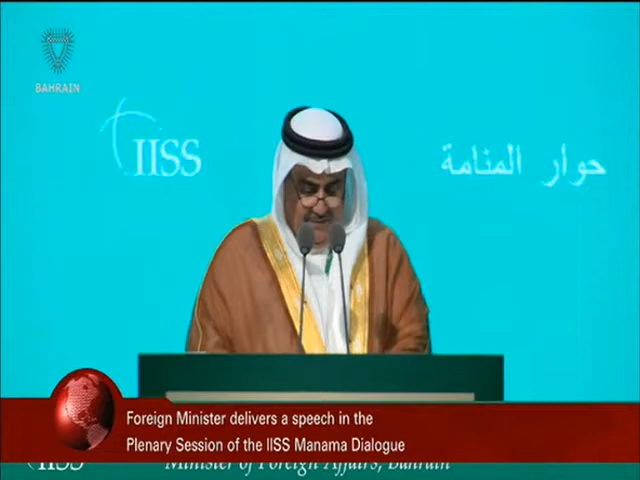 BAHRAIN
IISS
حوار المنامة
Foreign Minister delivers a speech in the
Plenary Session of the IISS Manama Dialogue
IISS
Minister of Foreign Affairs, Bahrain